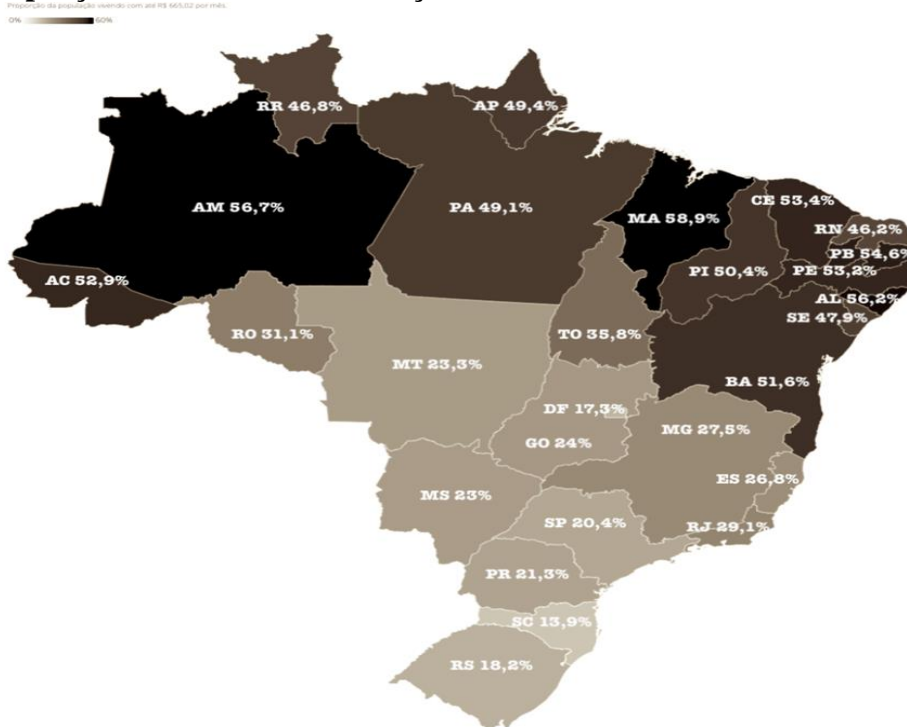 Proporção da população vivendo com até R$ 665,02 por mês.
0% 60%
RR 46,8%
AP 49,4%
AM 56,7%
PA 49,1%
MA 58,9%
CE 53,4%
RN 46,2%
PB 54,6%
PI 50,4%
PE 53,2%
AC 52,9%
AL 56,2%
SE 47,9%
RO 31,1%
TO 35,8%
MT 23,3%
BA 51,6%
DF 17,3%
MG 27,5%
GO 24%
ES 26,8%
MS 23%
SP 20,4%
RJ 29,1%
PR 21,3%
SC 13,9%
RS 18,2%